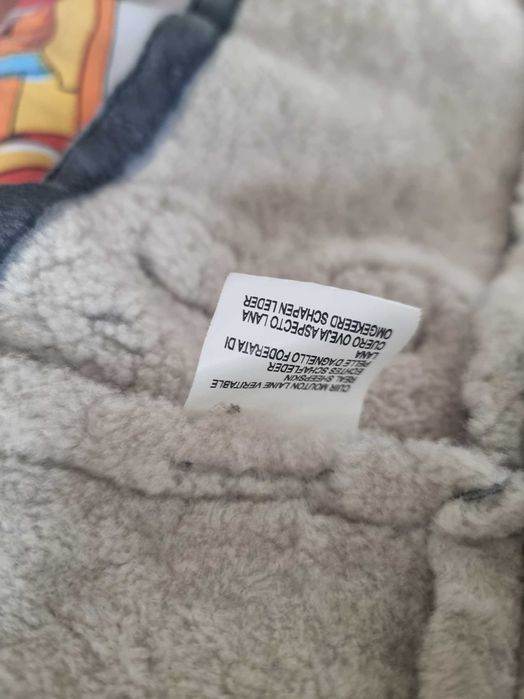 CUIR MOUTON LAINE VERITABLE
REAL SHEEPSKIN
ECHTES SCHAFLEDER
PELLE D'AGNELLO FODERATA DI
LANA
CUERO OVEJA ASPECTO LANA
OMGEKEERD SCHAPEN LEDER